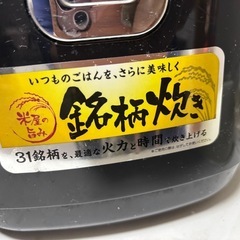 いつものごはんを、さらに美味しく
米屋の
旨み
銘柄炊き
31銘柄を、最適な火力と時間で炊き上げる